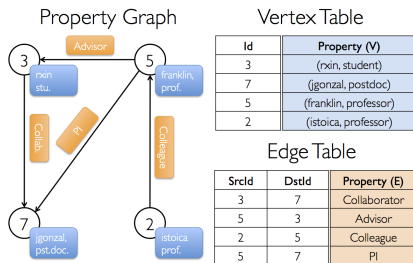 Property Graph
3
rxin
stu.
Advisor
5
franklin,
prof.
Collab.
PI
Colleague
7
jgonzal,
pst.doc.
2
istoica
prof.
Vertex Table
Id Property (V)
3 (rxin, student)
7 (jgonzal, postdoc)
5 (franklin, professor)
2 (istoica, professor)
Edge Table
SrcId DstId Property (E)
3 7 Collaborator
5 3 Advisor
2 5 Colleague
5 7 PI